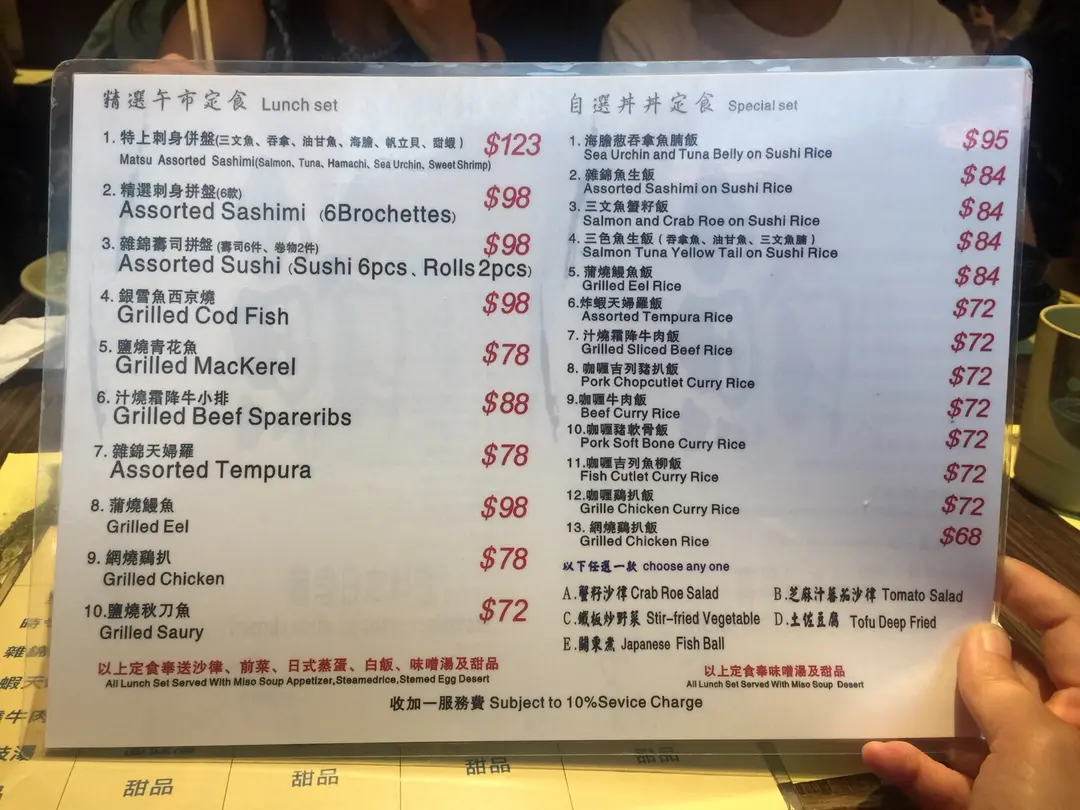 精選午市定食 Lunch set
1. 特上刺身併盤(三文魚、吞拿、油甘魚、海膽、帆立貝、甜蝦) $123
Matsu Assorted Sashimi(Salmon, Tuna, Hamachi, Sea Urchin, Sweet Shrimp)
2. 精選刺身拼盤(6款) $98
Assorted Sashimi (6Brochettes)
3. 雜錦壽司拼盤 (壽司6件、卷物2件) $98
Assorted Sushi (Sushi 6pcs、Rolls 2pcs)
4. 銀雪魚西京燒 $98
Grilled Cod Fish
5. 鹽燒青花魚 $78
Grilled MacKerel
6. 汁燒霜降牛小排 $88
Grilled Beef Spareribs
7. 雜錦天婦羅 $78
Assorted Tempura
8. 蒲燒鰻魚 $98
Grilled Eel
9. 網燒鷄扒 $78
Grilled Chicken
10.鹽燒秋刀魚 $72
Grilled Saury
以上定食奉送沙律、前菜、日式蒸蛋、白飯、味噌湯及甜品
All Lunch Set Served With Miso Soup Appetizer,Steamedrice,Stemed Egg Desert
自選丼丼定食 Special set
1. 海膽葱吞拿魚腩飯 $95
Sea Urchin and Tuna Belly on Sushi Rice
2. 雜錦魚生飯 $84
Assorted Sashimi on Sushi Rice
3. 三文魚蟹籽飯 $84
Salmon and Crab Roe on Sushi Rice
4. 三色魚生飯 (吞拿魚、油甘魚、三文魚腩) $84
Salmon Tuna Yellow Tail on Sushi Rice
5. 蒲燒鰻魚飯 $84
Grilled Eel Rice
6.炸蝦天婦羅飯 $72
Assorted Tempura Rice
7. 汁燒霜降牛肉飯 $72
Grilled Sliced Beef Rice
8. 咖喱吉列豬扒飯 $72
Pork Chopcutlet Curry Rice
9.咖喱牛肉飯 $72
Beef Curry Rice
10.咖喱豬軟骨飯 $72
Pork Soft Bone Curry Rice
11.咖喱吉列魚柳飯 $72
Fish Cutlet Curry Rice
12.咖喱鷄扒飯 $72
Grille Chicken Curry Rice
13. 網燒鷄扒飯 $68
Grilled Chicken Rice
以下任選一款 choose any one
A.蟹籽沙律 Crab Roe Salad B.芝麻汁蕃茄沙律 Tomato Salad
C.鐵板炒野菜 Stir-fried Vegetable D.土佐豆腐 Tofu Deep Fried
E.關東煮 Japanese Fish Ball
以上定食奉味噌湯及甜品
All Lunch Set Served With Miso Soup Desert
收加一服務費 Subject to 10%Sevice Charge
甜品 甜品 甜品